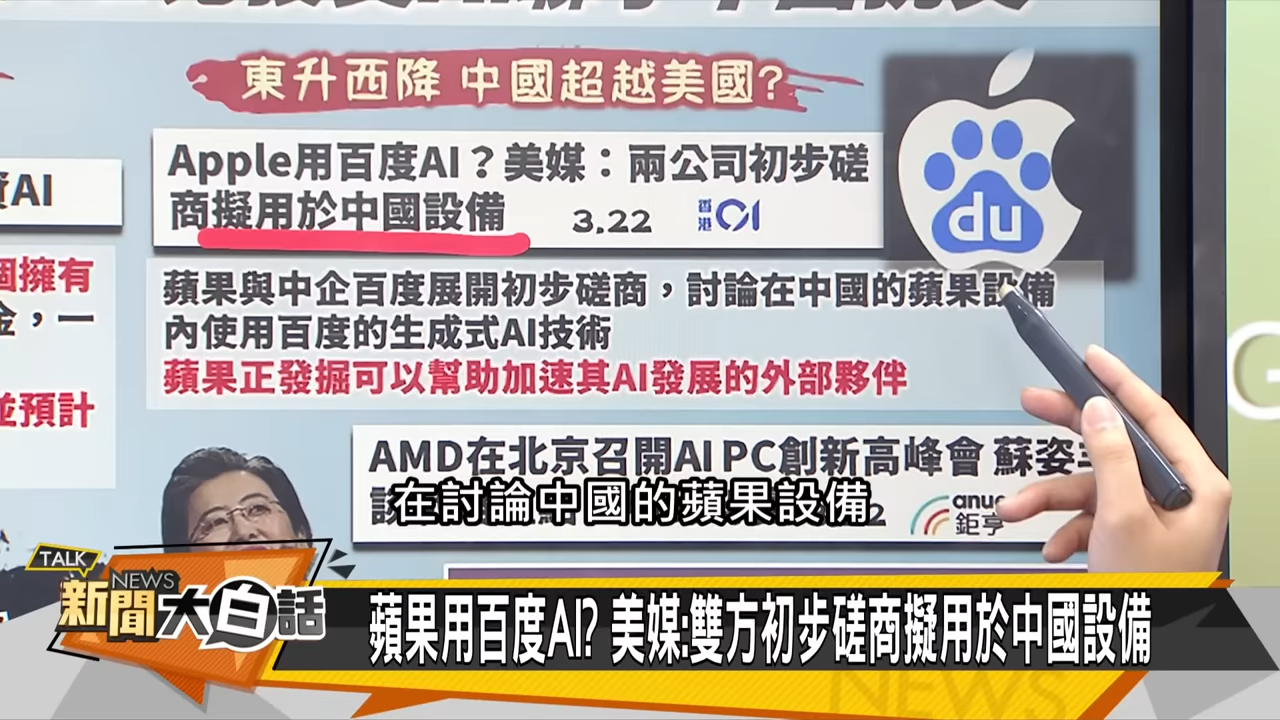 東升西降 中國超越美國?
Apple用百度AI？美媒：兩公司初步磋
商擬用於中國設備 3.22 香港01
du
資AI
蘋果與中企百度展開初步磋商，討論在中國的蘋果設備
內使用百度的生成式AI技術
蘋果正發掘可以幫助加速其AI發展的外部夥伴
個擁有
金，一
並預計
AMD在北京召開AI PC創新高峰會 蘇姿丰
anue
鉅亨
在討論中國的蘋果設備
TALK
NEWS
新聞大白話
蘋果用百度AI? 美媒:雙方初步磋商擬用於中國設備
NEWS